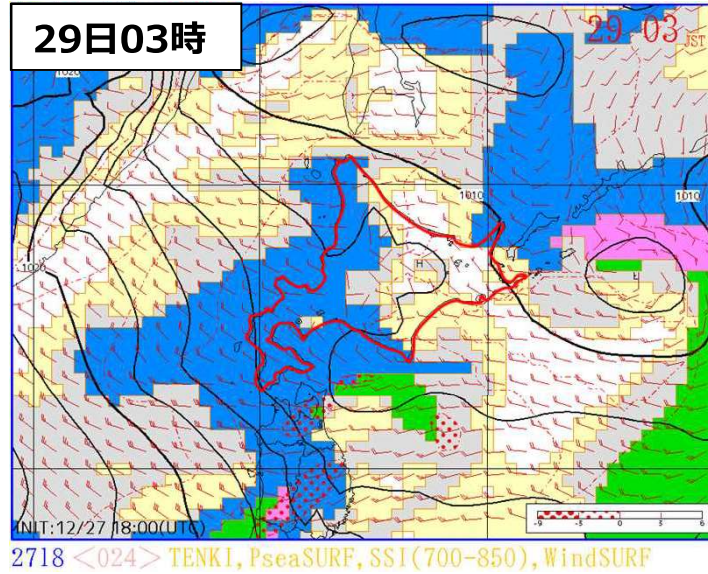 29日03時
29 03 JST
1020
1010
1010
H
L
1020
INIT:12/27 18:00(UTC)
-9 -5 0 3 6
2718 <024> TENKI,PseaSURF,SSI(700-850),WindSURF